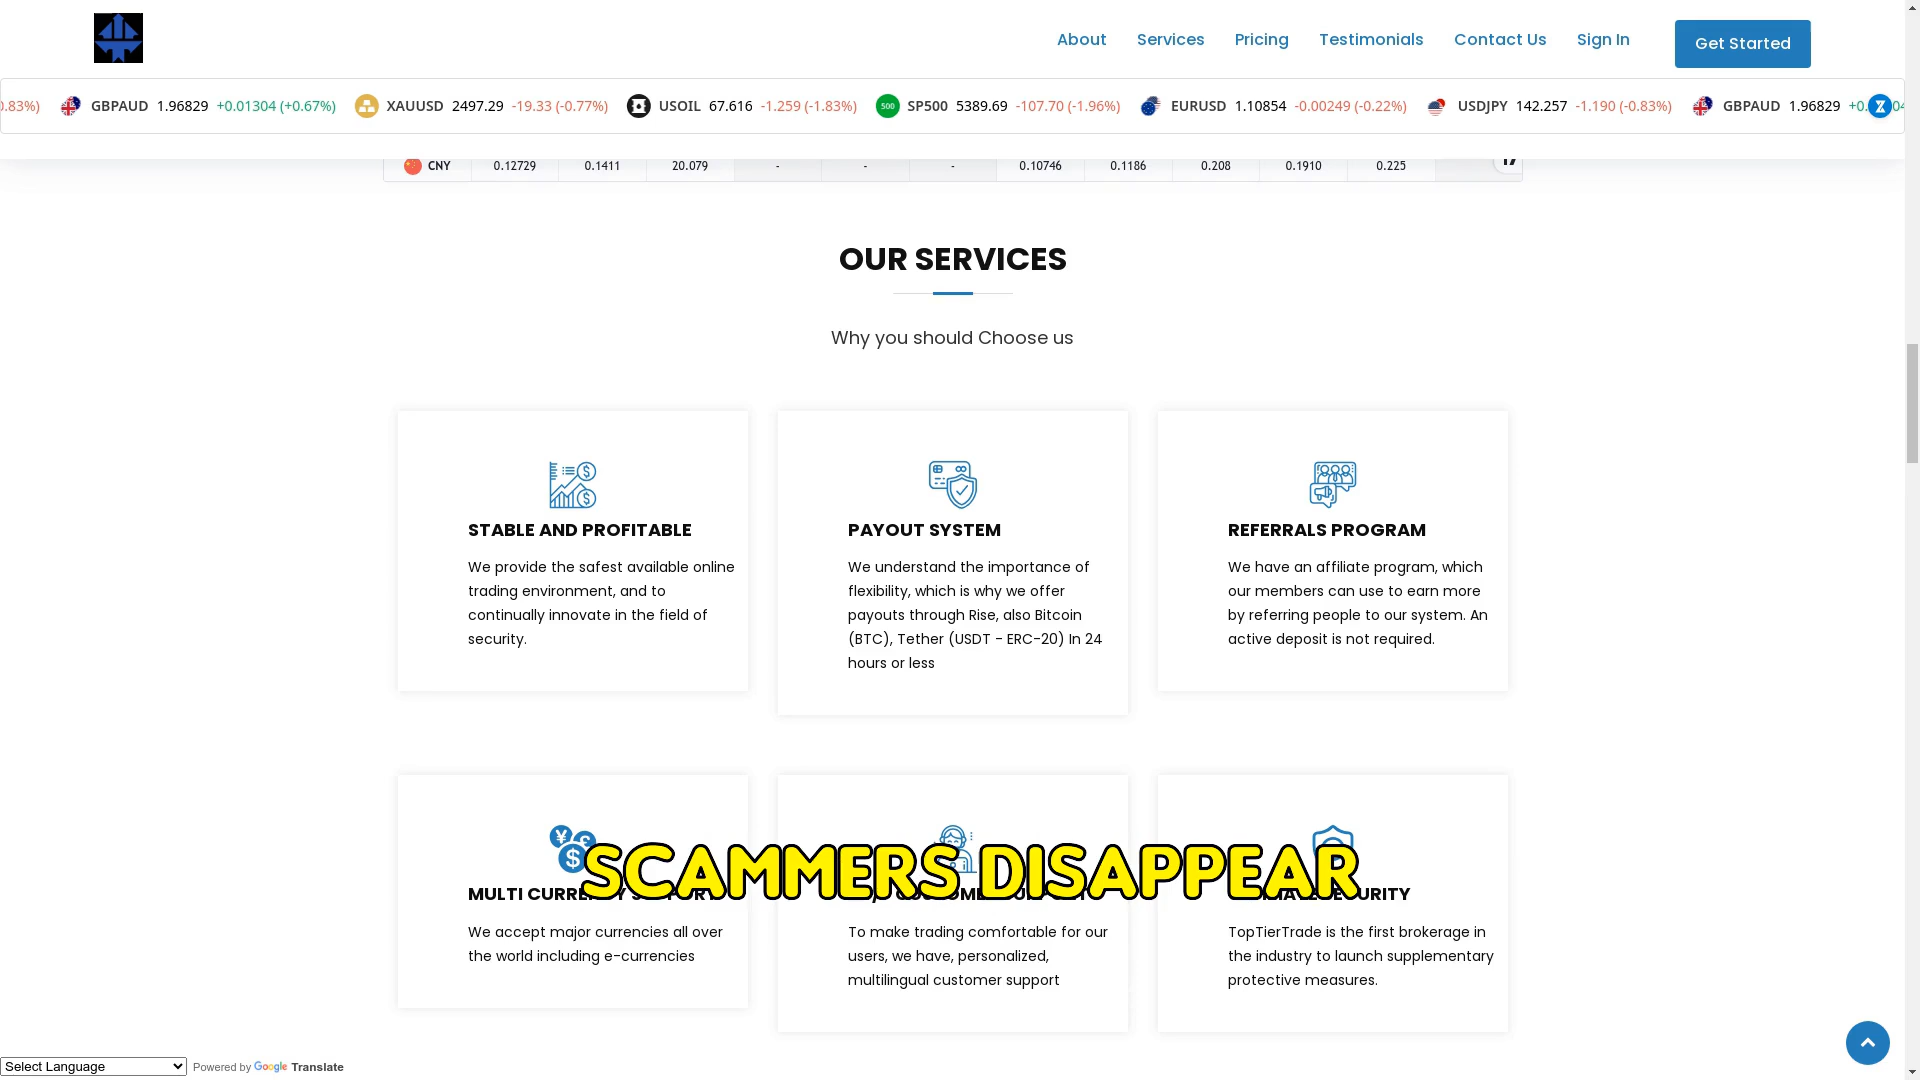 About Services Pricing Testimonials Contact Us Sign In Get Started
0.83%) GBPAUD 1.96829 +0.01304 (+0.67%) XAUUSD 2497.29 -19.33 (-0.77%) USOIL 67.616 -1.259 (-1.83%) 500 SP500 5389.69 -107.70 (-1.96%) EURUSD 1.10854 -0.00249 (-0.22%) USDJPY 142.257 -1.190 (-0.83%) GBPAUD 1.96829
CNY 0.12729 0.1411 20.079 - - - 0.10746 0.1186 0.208 0.1910 0.225
OUR SERVICES
Why you should Choose us
STABLE AND PROFITABLE
We provide the safest available online
trading environment, and to
continually innovate in the field of
security.
PAYOUT SYSTEM
We understand the importance of
flexibility, which is why we offer
payouts through Rise, also Bitcoin
(BTC), Tether (USDT - ERC-20) In 24
hours or less
REFERRALS PROGRAM
We have an affiliate program, which
our members can use to earn more
by referring people to our system. An
active deposit is not required.
SCAMMERS DISAPPEAR
MULTI
We accept major currencies all over
the world including e-currencies
To make trading comfortable for our
users, we have, personalized,
multilingual customer support
TopTierTrade is the first brokerage in
the industry to launch supplementary
protective measures.
Select Language Powered by Google Translate